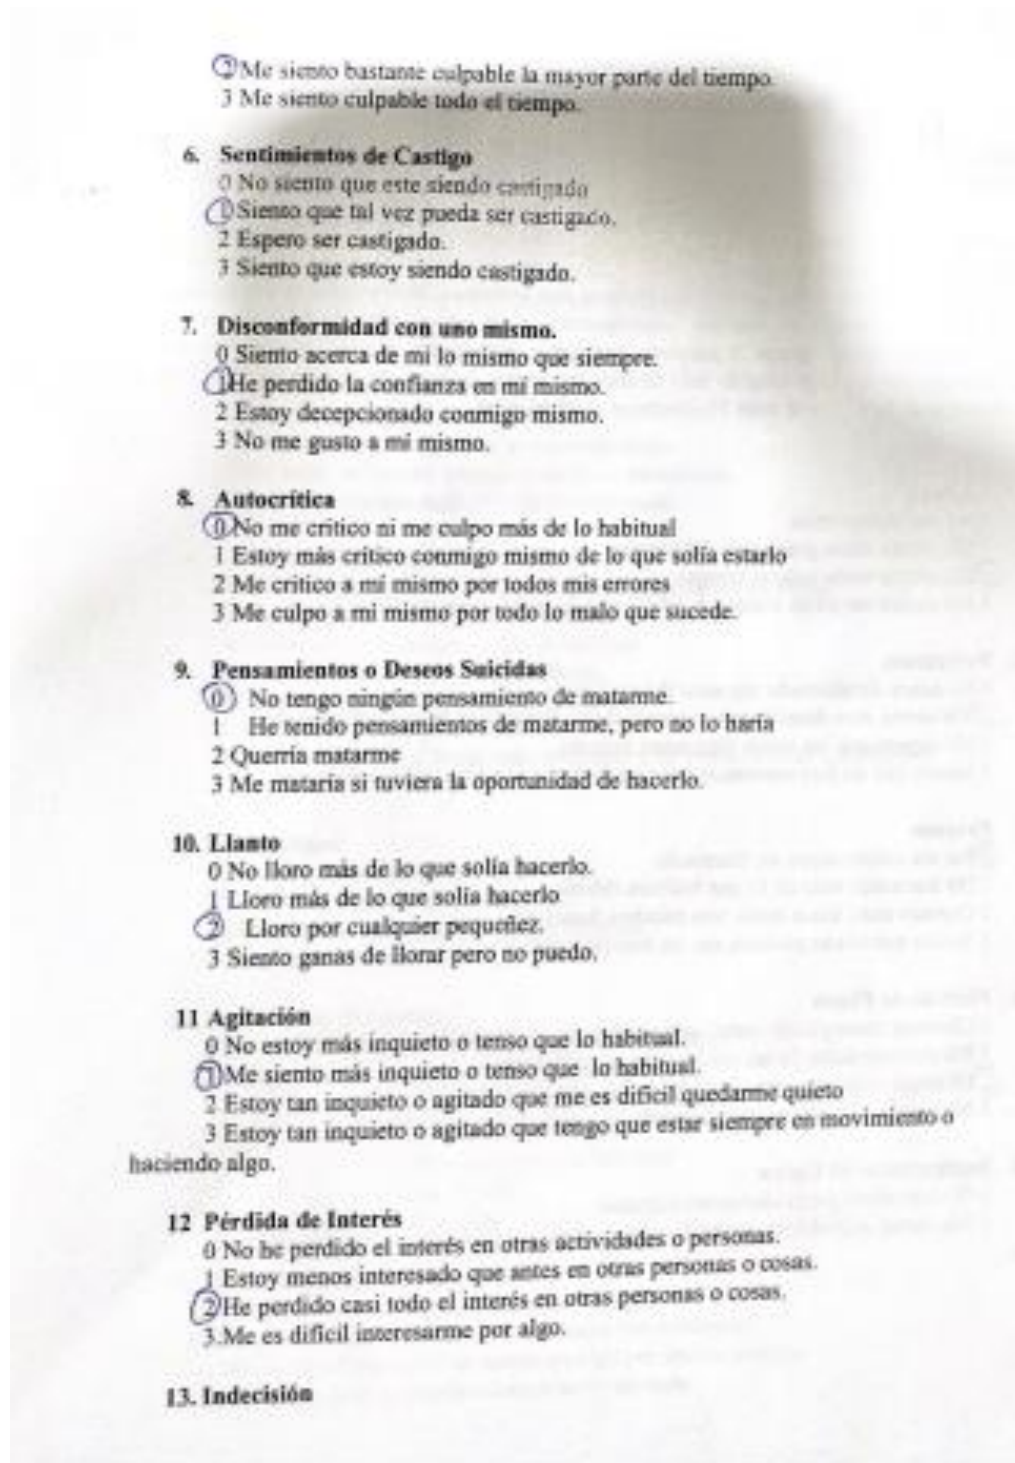 2 Me siento bastante culpable la mayor parte del tiempo.
3 Me siento culpable todo el tiempo.
6. Sentimientos de Castigo
0 No siento que este siendo castigado
1 Siento que tal vez pueda ser castigado.
2 Espero ser castigado.
3 Siento que estoy siendo castigado.
7. Disconformidad con uno mismo.
0 Siento acerca de mi lo mismo que siempre.
1 He perdido la confianza en mí mismo.
2 Estoy decepcionado conmigo mismo.
3 No me gusto a mí mismo.
8. Autocrítica
0 No me critico ni me culpo más de lo habitual
1 Estoy más crítico conmigo mismo de lo que solía estarlo
2 Me critico a mí mismo por todos mis errores
3 Me culpo a mí mismo por todo lo malo que sucede.
9. Pensamientos o Deseos Suicidas
0 No tengo ningún pensamiento de matarme.
1 He tenido pensamientos de matarme, pero no lo haría
2 Querría matarme
3 Me mataría si tuviera la oportunidad de hacerlo.
10. Llanto
0 No lloro más de lo que solía hacerlo.
1 Lloro más de lo que solía hacerlo
2 Lloro por cualquier pequeñez.
3 Siento ganas de llorar pero no puedo.
11 Agitación
0 No estoy más inquieto o tenso que lo habitual.
1 Me siento más inquieto o tenso que lo habitual.
2 Estoy tan inquieto o agitado que me es difícil quedarme quieto
3 Estoy tan inquieto o agitado que tengo que estar siempre en movimiento o
haciendo algo.
12 Pérdida de Interés
0 No he perdido el interés en otras actividades o personas.
1 Estoy menos interesado que antes en otras personas o cosas.
2 He perdido casi todo el interés en otras personas o cosas.
3.Me es difícil interesarme por algo.
13. Indecisión